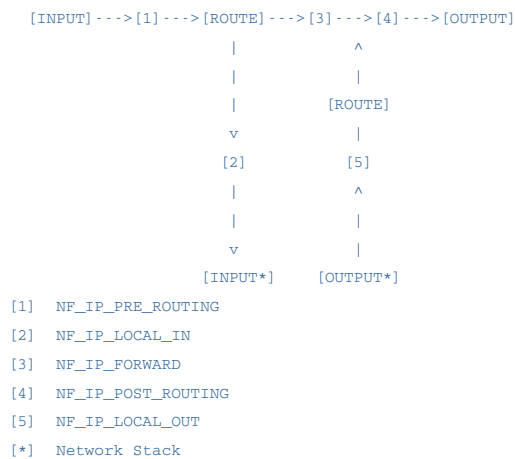 [INPUT]--->[1]--->[ROUTE]--->[3]--->[4]--->[OUTPUT]
|            ^
|            |
|         [ROUTE]
v            |
[2]          [5]
|            ^
|            |
v            |
[INPUT*]    [OUTPUT*]
[1]  NF_IP_PRE_ROUTING
[2]  NF_IP_LOCAL_IN
[3]  NF_IP_FORWARD
[4]  NF_IP_POST_ROUTING
[5]  NF_IP_LOCAL_OUT
[*]  Network Stack